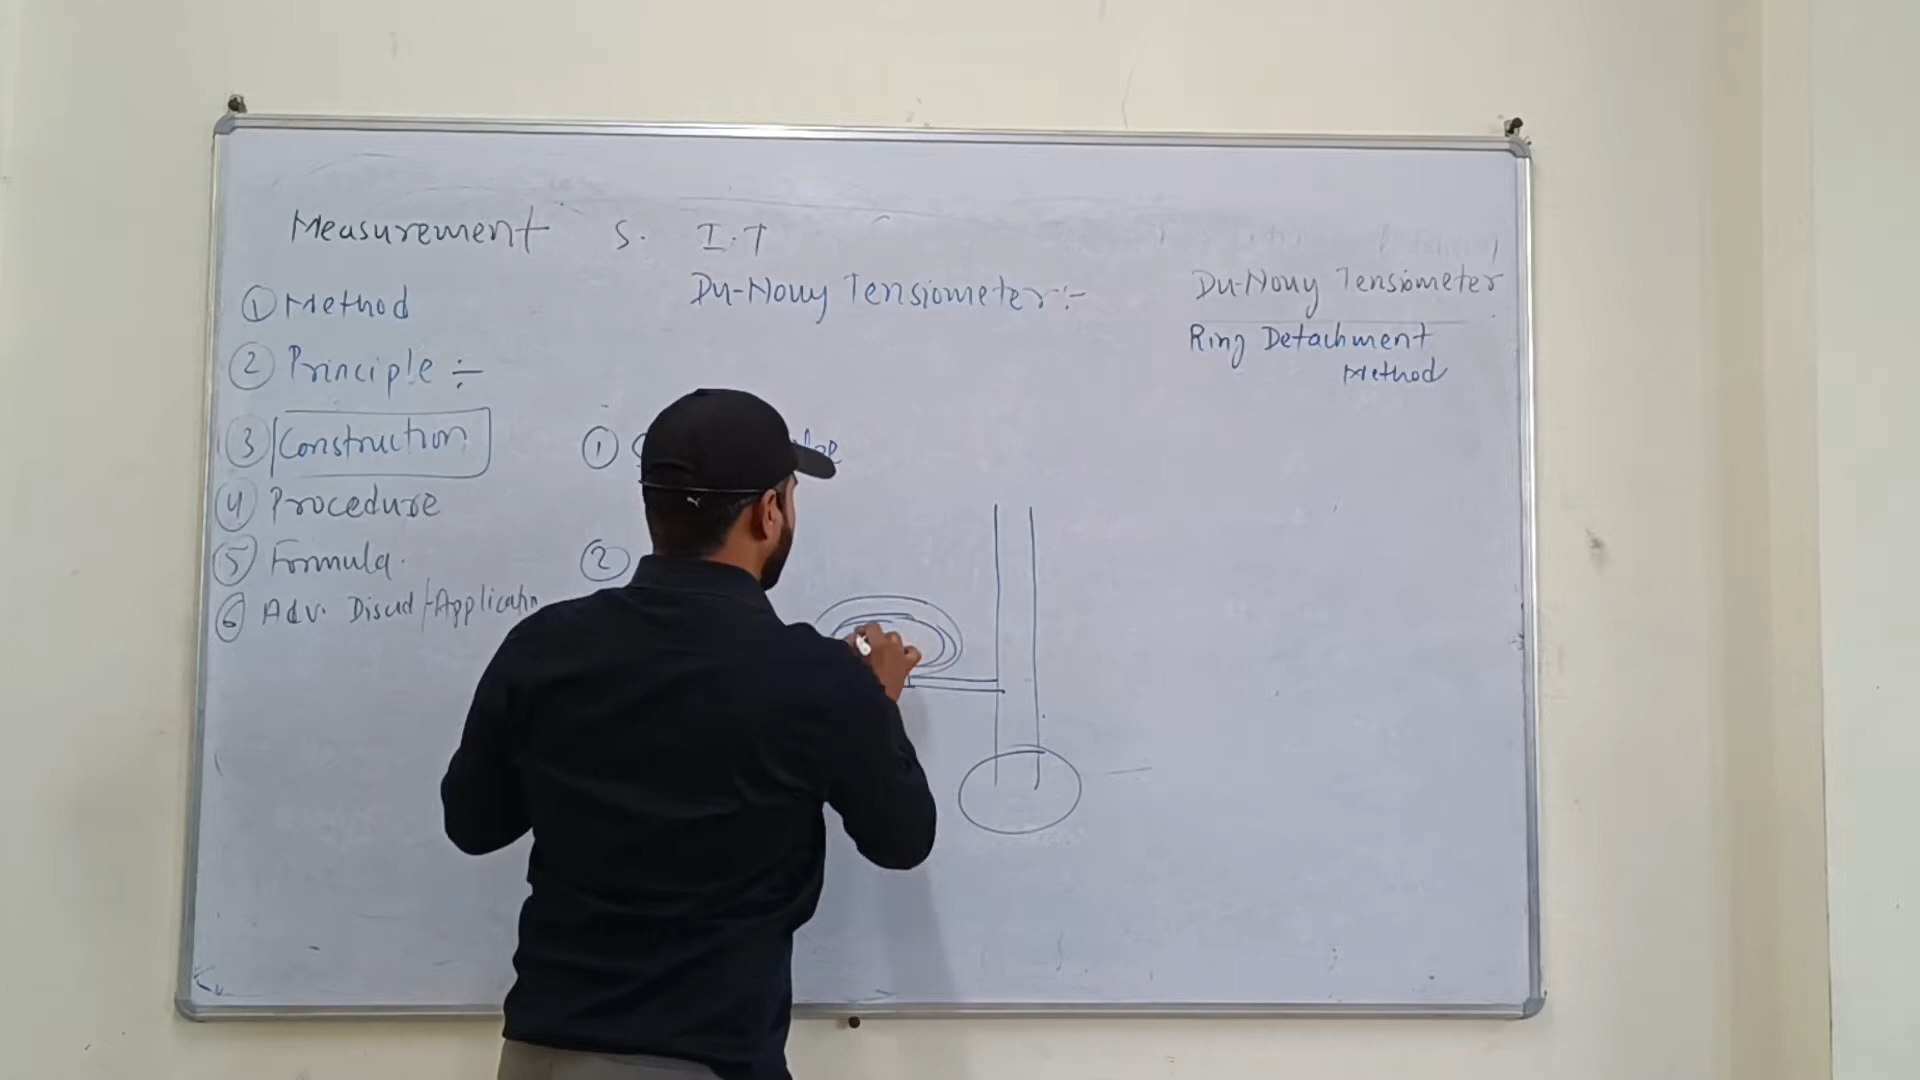 Measurement S. I.T
Du-Nouy Tensiometer:-
Du-Nouy Tensiometer
Ring Detachment
Method
① Method
② Principle ÷
③ Construction
④ Procedure
⑤ Formula.
⑥ Adv. Disad/-Applicatn
①
②